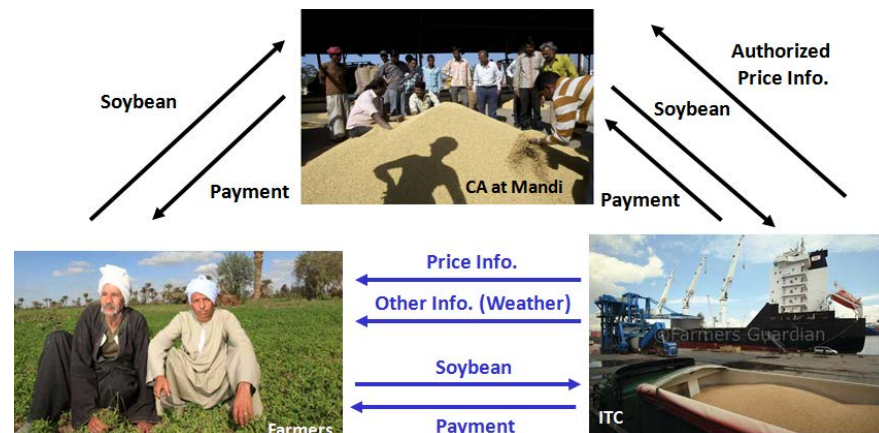 Authorized
Price Info.
Soybean
Soybean
Payment
CA at Mandi
Payment
Price Info.
Other Info. (Weather)
©Farmers Guardian
Soybean
Farmers
ITC
Payment